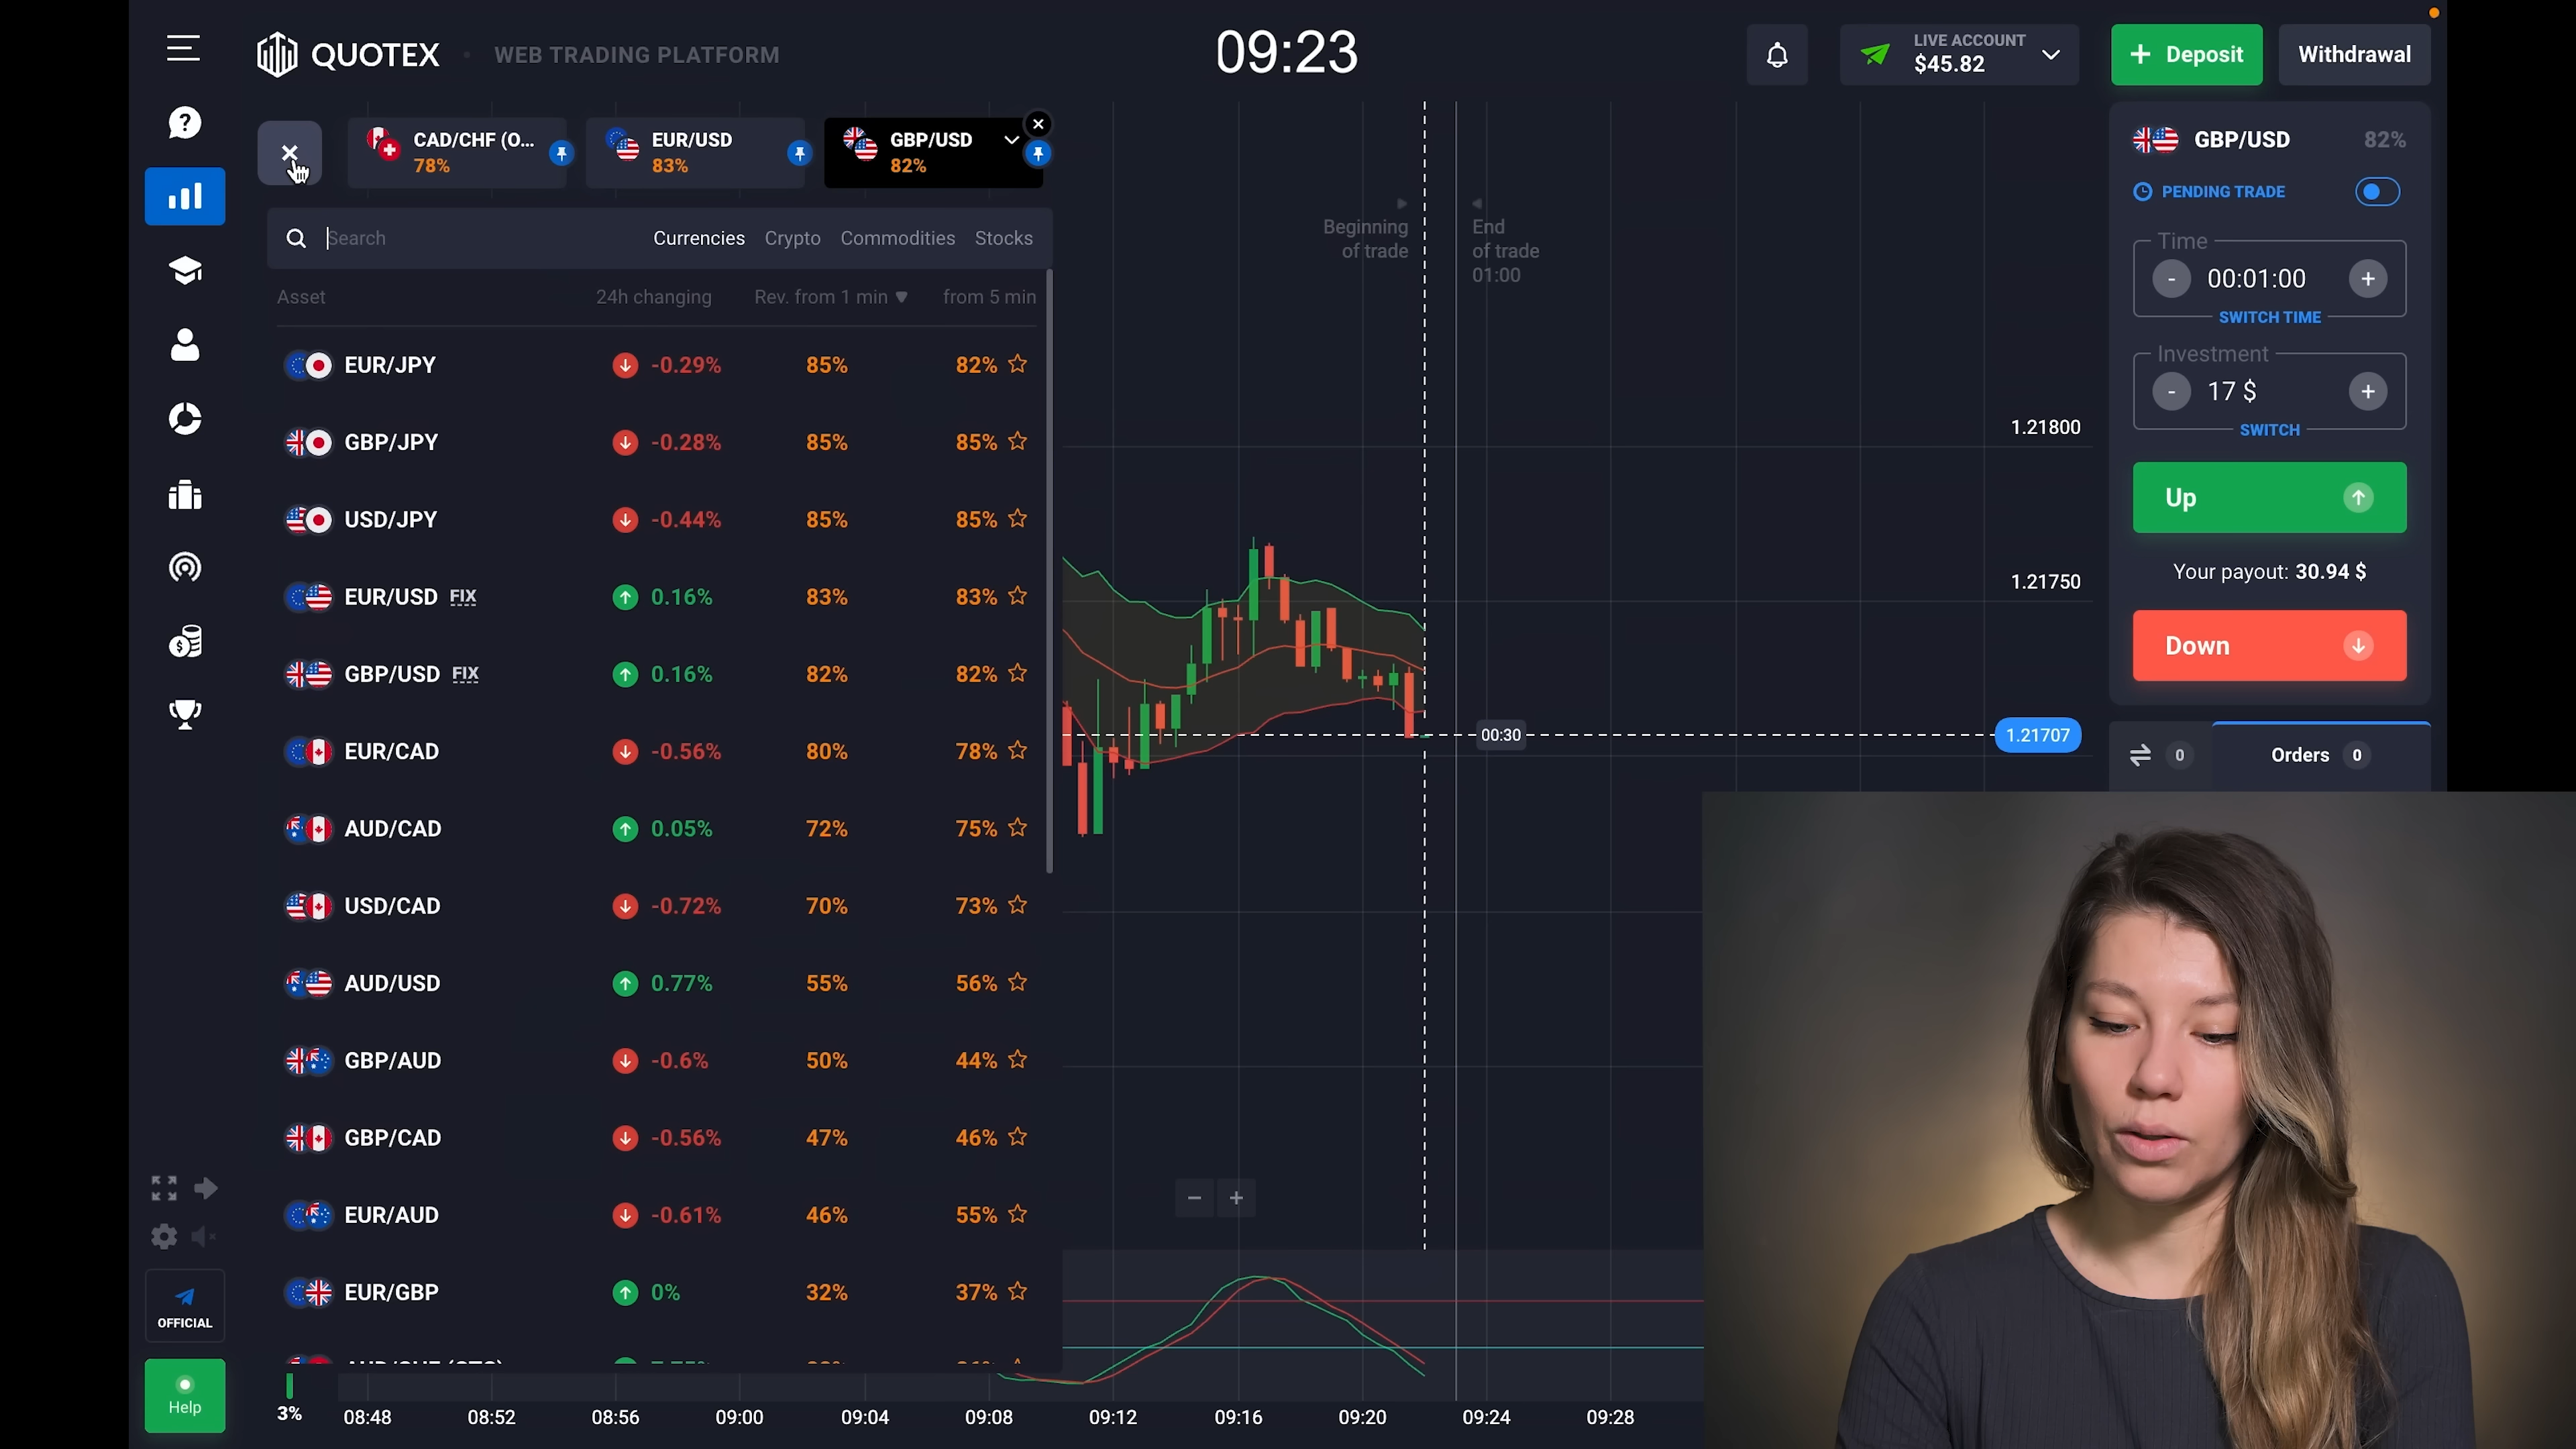 QUOTEX
WEB TRADING PLATFORM
09:23
LIVE ACCOUNT
$45.82
+ Deposit
Withdrawal
CAD/CHF (O...
78%
EUR/USD
83%
GBP/USD
82%
Search
Currencies Crypto Commodities Stocks
Asset 24h changing Rev. from 1 min from 5 min
EUR/JPY -0.29% 85% 82%
GBP/JPY -0.28% 85% 85%
USD/JPY -0.44% 85% 85%
EUR/USD FIX 0.16% 83% 83%
GBP/USD FIX 0.16% 82% 82%
EUR/CAD -0.56% 80% 78%
AUD/CAD 0.05% 72% 75%
USD/CAD -0.72% 70% 73%
AUD/USD 0.77% 55% 56%
GBP/AUD -0.6% 50% 44%
GBP/CAD -0.56% 47% 46%
EUR/AUD -0.61% 46% 55%
EUR/GBP 0% 32% 37%
Beginning
of trade
End
of trade
01:00
1.21800
1.21750
00:30
1.21707
GBP/USD 82%
PENDING TRADE
Time
- 00:01:00 +
SWITCH TIME
Investment
- 17 $ +
SWITCH
Up
Your payout: 30.94 $
Down
0
Orders 0
OFFICIAL
Help
3%
08:48 08:52 08:56 09:00 09:04 09:08 09:12 09:16 09:20 09:24 09:28